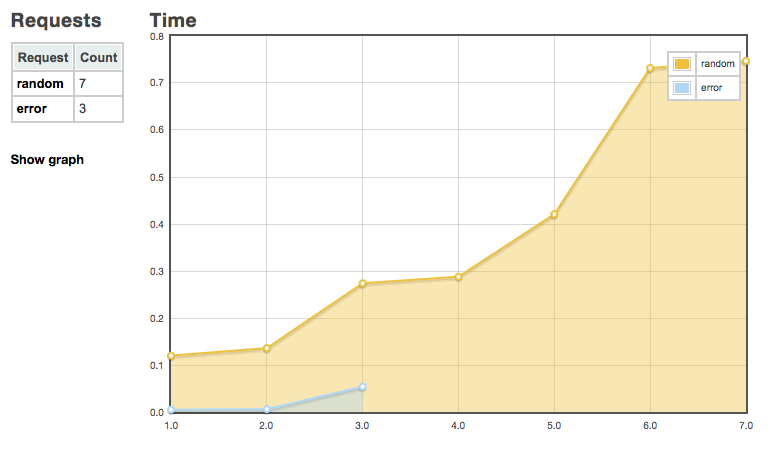 Requests
Request Count
random 7
error 3
Show graph
Time
0.8
0.7
0.6
0.5
0.4
0.3
0.2
0.1
0.0
1.0 2.0 3.0 4.0 5.0 6.0 7.0
random
error